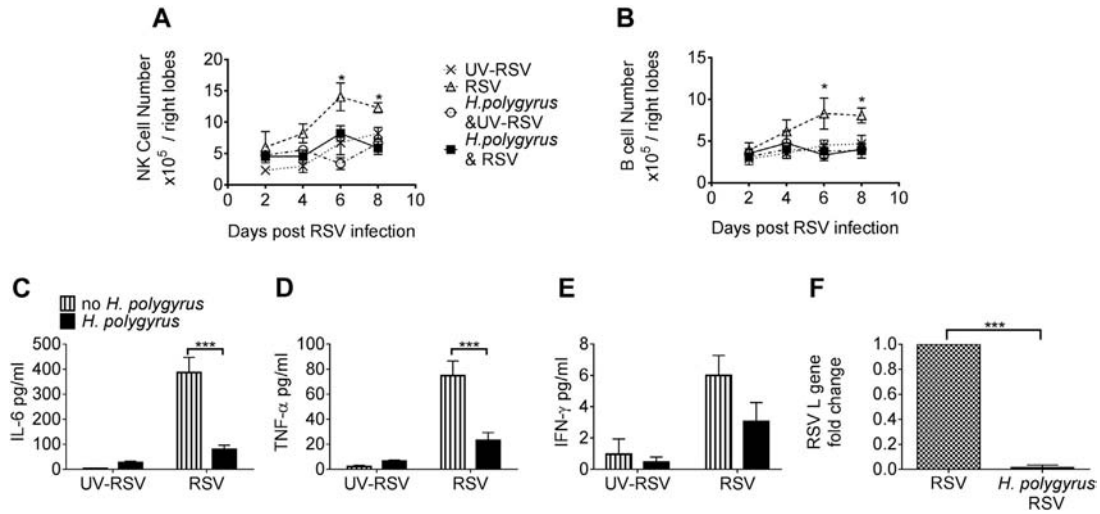 A
NK Cell Number
x10⁵ / right lobes
20
15
10
5
0
0 2 4 6 8 10
* *
Days post RSV infection
UV-RSV
RSV
H.polygyrus
&UV-RSV
H.polygyrus
& RSV
B
B cell Number
x10⁵ / right lobes
15
10
5
0
0 2 4 6 8 10
* *
Days post RSV infection
C
no H. polygyrus
H. polygyrus
IL-6 pg/ml
500
400
300
200
100
0
***
UV-RSV RSV
D
TNF-α pg/ml
100
80
60
40
20
0
***
UV-RSV RSV
E
IFN-γ pg/ml
8
6
4
2
0
UV-RSV RSV
F
RSV L gene
fold change
1.0
0.8
0.6
0.4
0.2
0.0
***
RSV H. polygyrus
RSV